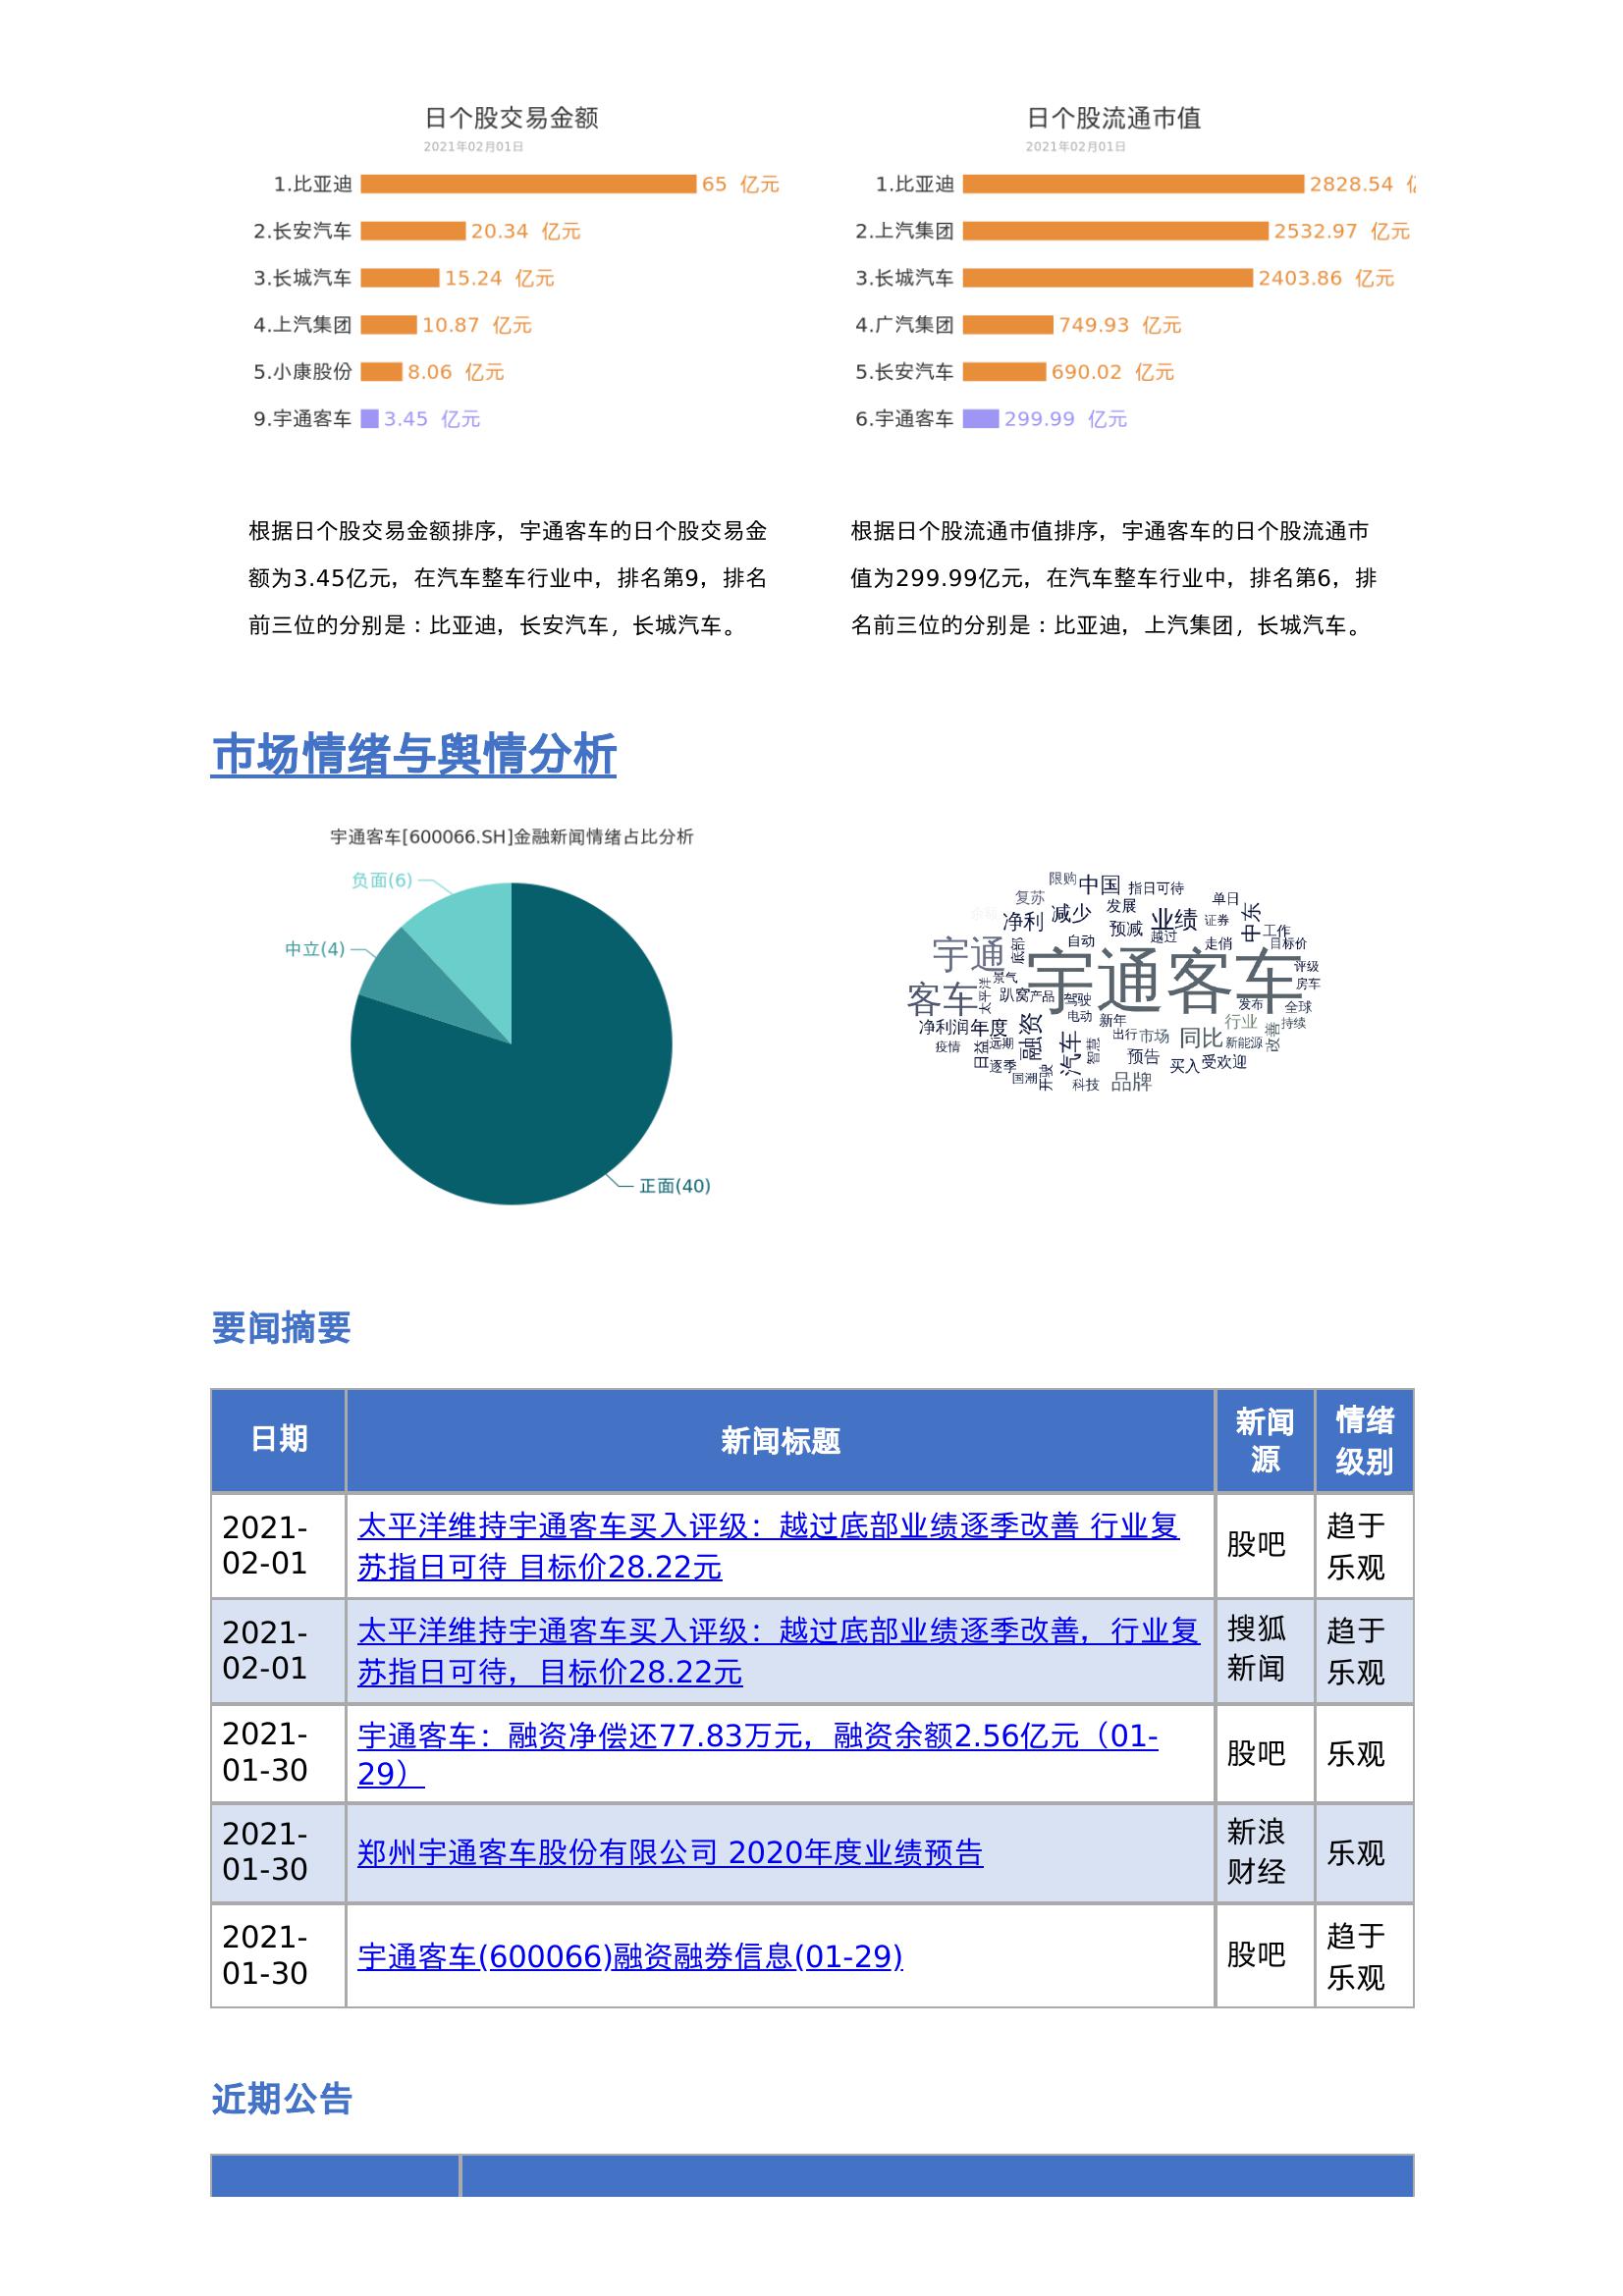 日个股交易金额
2021年02月01日
1.比亚迪 65 亿元
2.长安汽车 20.34 亿元
3.长城汽车 15.24 亿元
4.上汽集团 10.87 亿元
5.小康股份 8.06 亿元
9.宇通客车 3.45 亿元
日个股流通市值
2021年02月01日
1.比亚迪 2828.54
2.上汽集团 2532.97 亿元
3.长城汽车 2403.86 亿元
4.广汽集团 749.93 亿元
5.长安汽车 690.02 亿元
6.宇通客车 299.99 亿元
根据日个股交易金额排序，宇通客车的日个股交易金
额为3.45亿元，在汽车整车行业中，排名第9，排名
前三位的分别是：比亚迪，长安汽车，长城汽车。
根据日个股流通市值排序，宇通客车的日个股流通市
值为299.99亿元，在汽车整车行业中，排名第6，排
名前三位的分别是：比亚迪，上汽集团，长城汽车。
市场情绪与舆情分析
宇通客车[600066.SH]金融新闻情绪占比分析
负面(6)
中立(4)
正面(40)
限购
中国
指日可待
复苏
单日
净利
减少
发展
业绩
证券
中东
预减
越过
工作
自动
走俏
目标价
宇通
底部
宇通客车
评级
景气
房车
客车
太平洋
趴窝
产品
驾驶
发布
全球
电动
新年
行业
持续
净利润
年度
融资
汽车
出行
市场
同比
新能源
改善
疫情
日益
远期
智慧
预告
买入
受欢迎
逐季
国潮
开驶
科技
品牌
要闻摘要
日期 新闻标题 新闻源 情绪级别
2021-02-01
太平洋维持宇通客车买入评级：越过底部业绩逐季改善 行业复
苏指日可待 目标价28.22元
股吧
趋于乐观
2021-02-01
太平洋维持宇通客车买入评级：越过底部业绩逐季改善，行业复
苏指日可待，目标价28.22元
搜狐新闻
趋于乐观
2021-01-30
宇通客车：融资净偿还77.83万元，融资余额2.56亿元（01-
29）
股吧
乐观
2021-01-30
郑州宇通客车股份有限公司 2020年度业绩预告
新浪财经
乐观
2021-01-30
宇通客车(600066)融资融券信息(01-29)
股吧
趋于乐观
近期公告